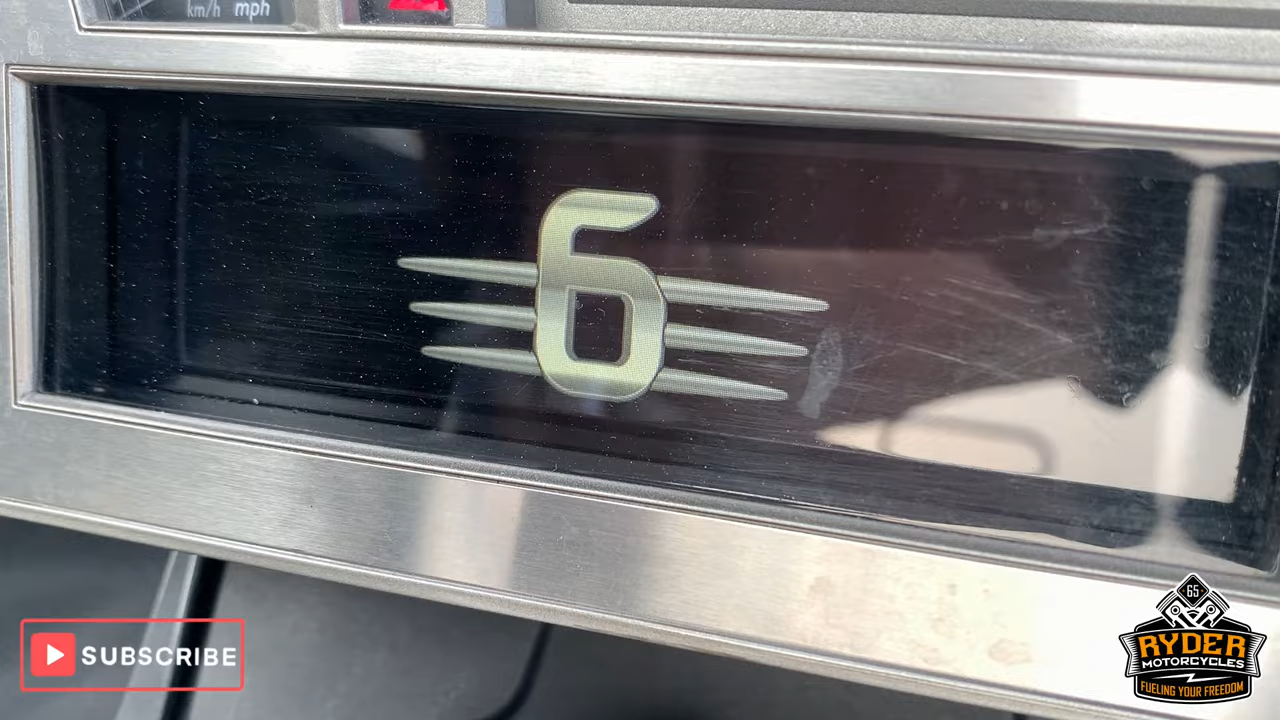 km/h mph
6
SUBSCRIBE
65
RYDER
MOTORCYCLES
FUELING YOUR FREEDOM